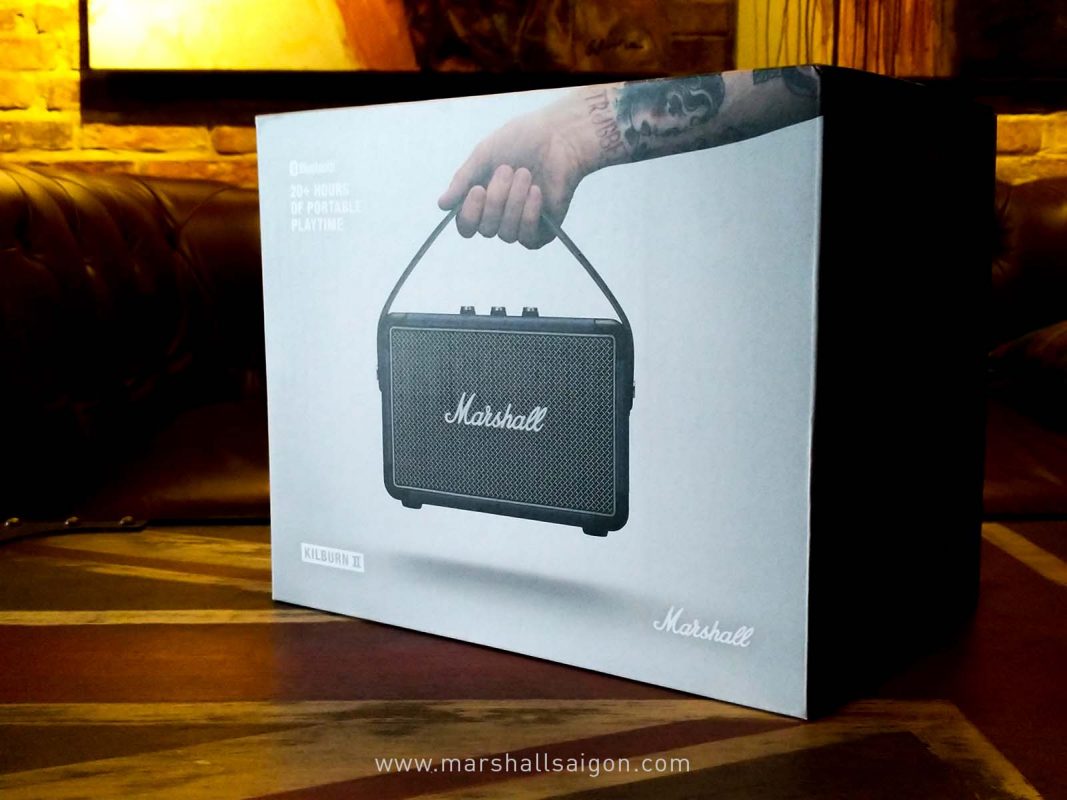 Bluetooth
20+ HOURS
OF PORTABLE
PLAYTIME
Marshall
KILBURN II
Marshall
www.marshallsaigon.com